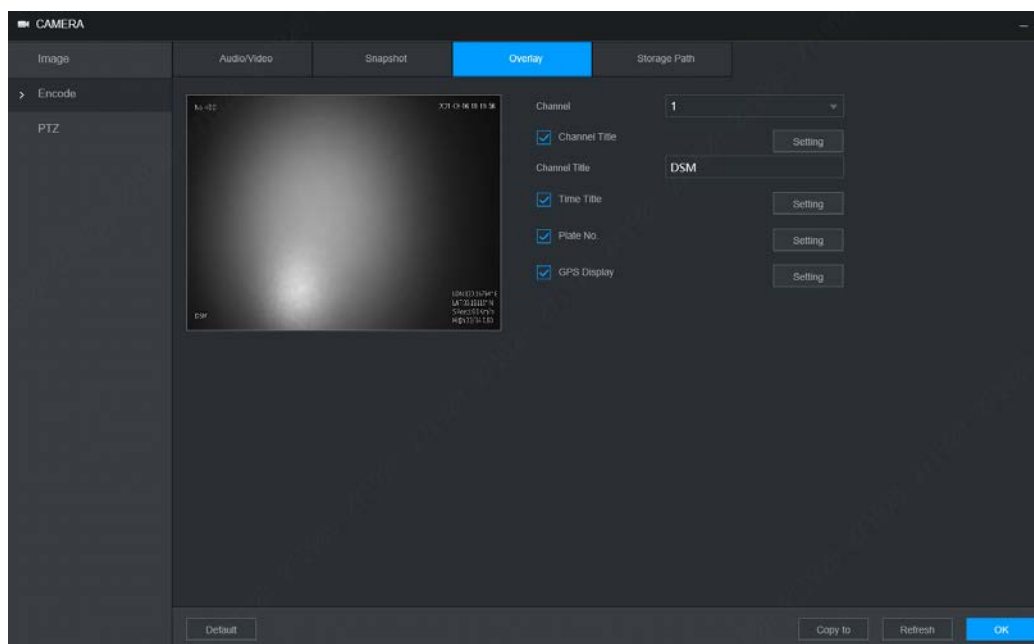 CAMERA
Image
Encode
PTZ
Audio/Video
Snapshot
Overlay
Storage Path
Channel
1
Channel Title
Setting
Channel Title
DSM
Time Title
Setting
Plate No.
Setting
GPS Display
Setting
DSM
Default
Copy to
Refresh
OK